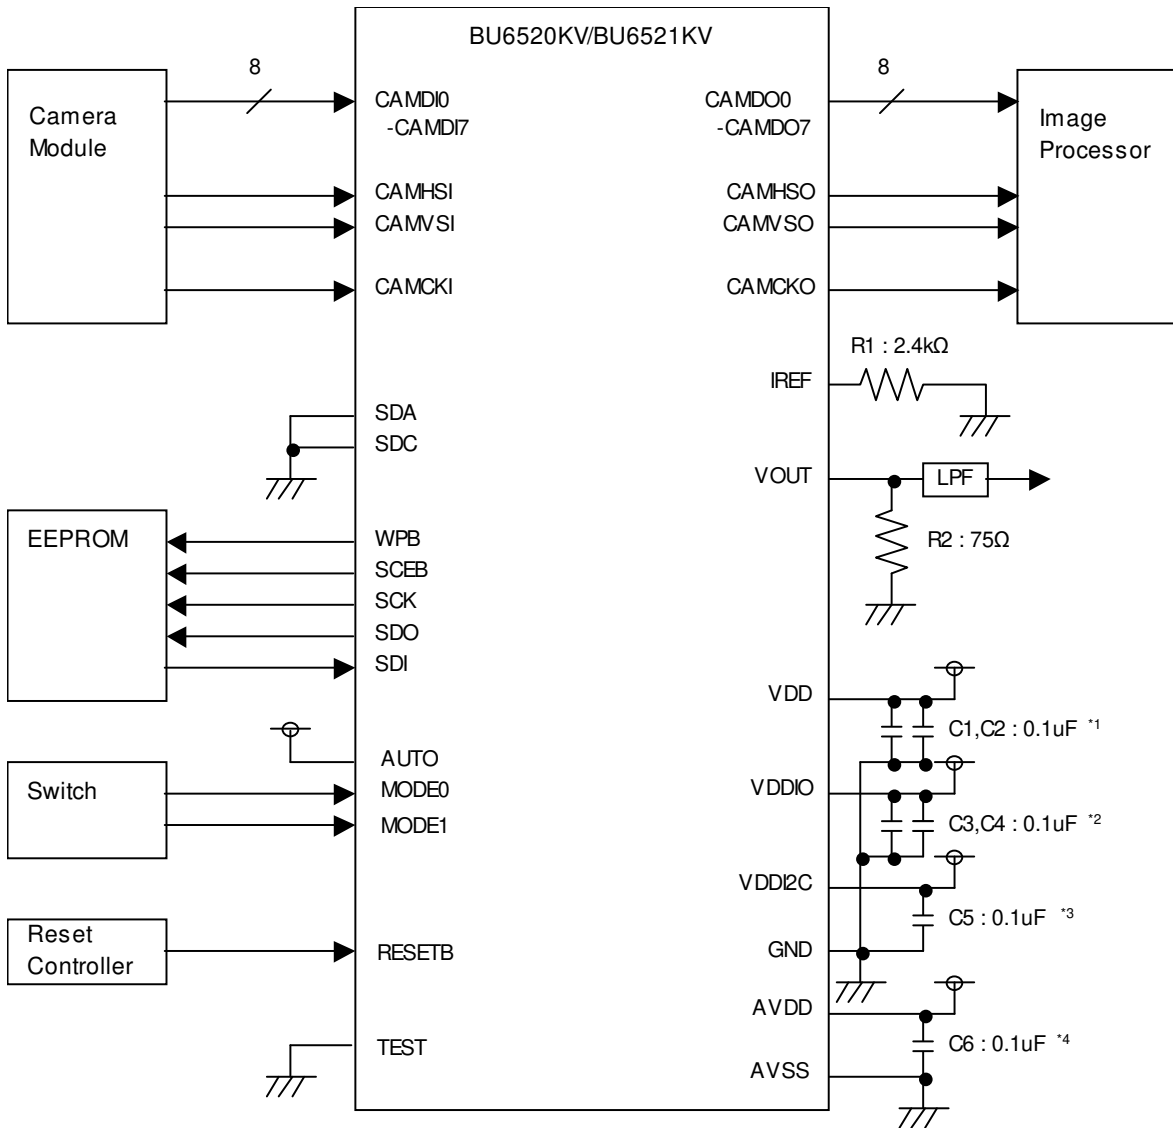 BU6520KV/BU6521KV
8
8
Camera
Module
CAMDI0
-CAMDI7
CAMDO0
-CAMDO7
Image
Processor
CAMHSI
CAMHSO
CAMVSI
CAMVSO
CAMCKI
CAMCKO
R1 : 2.4kΩ
IREF
SDA
SDC
VOUT
LPF
EEPROM
WPB
R2 : 75Ω
SCEB
SCK
SDO
SDI
VDD
C1,C2 : 0.1uF *1
AUTO
Switch
MODE0
VDDIO
MODE1
C3,C4 : 0.1uF *2
VDDI2C
C5 : 0.1uF *3
Reset
Controller
RESETB
GND
AVDD
TEST
C6 : 0.1uF *4
AVSS